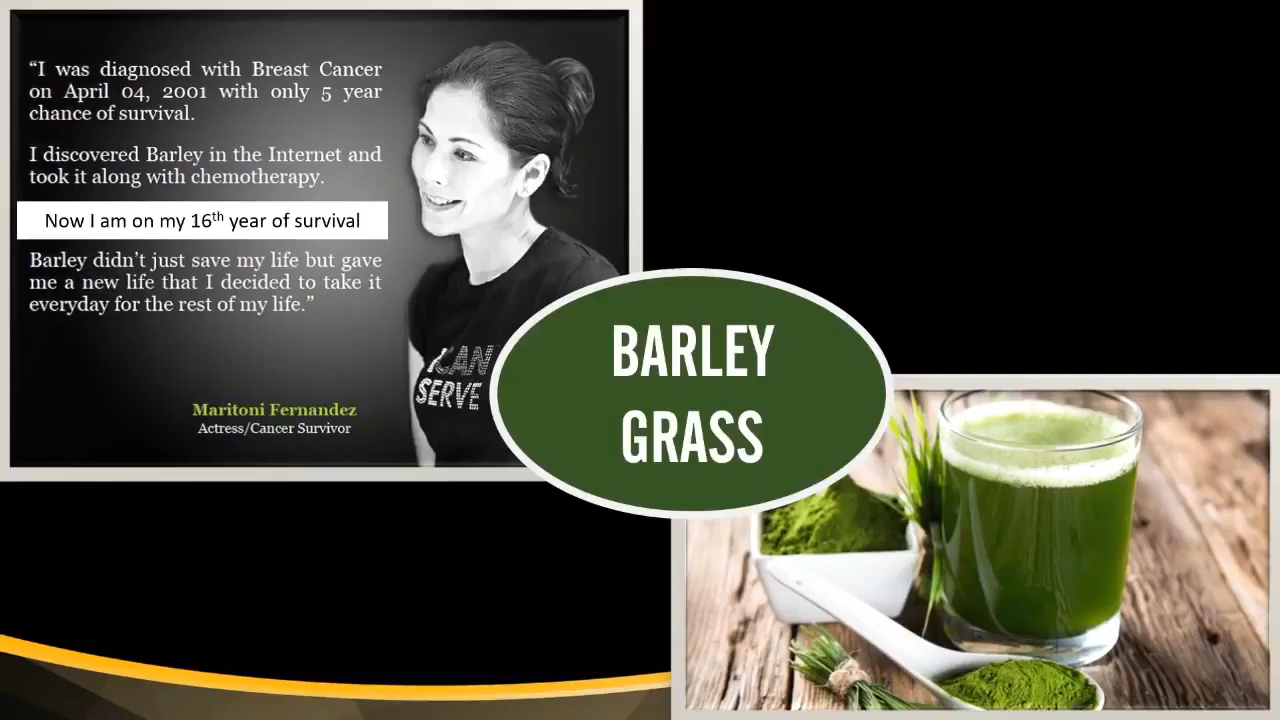 “I was diagnosed with Breast Cancer
on April 04, 2001 with only 5 year
chance of survival.
I discovered Barley in the Internet and
took it along with chemotherapy.
Now I am on my 16th year of survival
Barley didn’t just save my life but gave
me a new life that I decided to take it
everyday for the rest of my life.”
Maritoni Fernandez
Actress/Cancer Survivor
I CAN
SERVE
BARLEY
GRASS